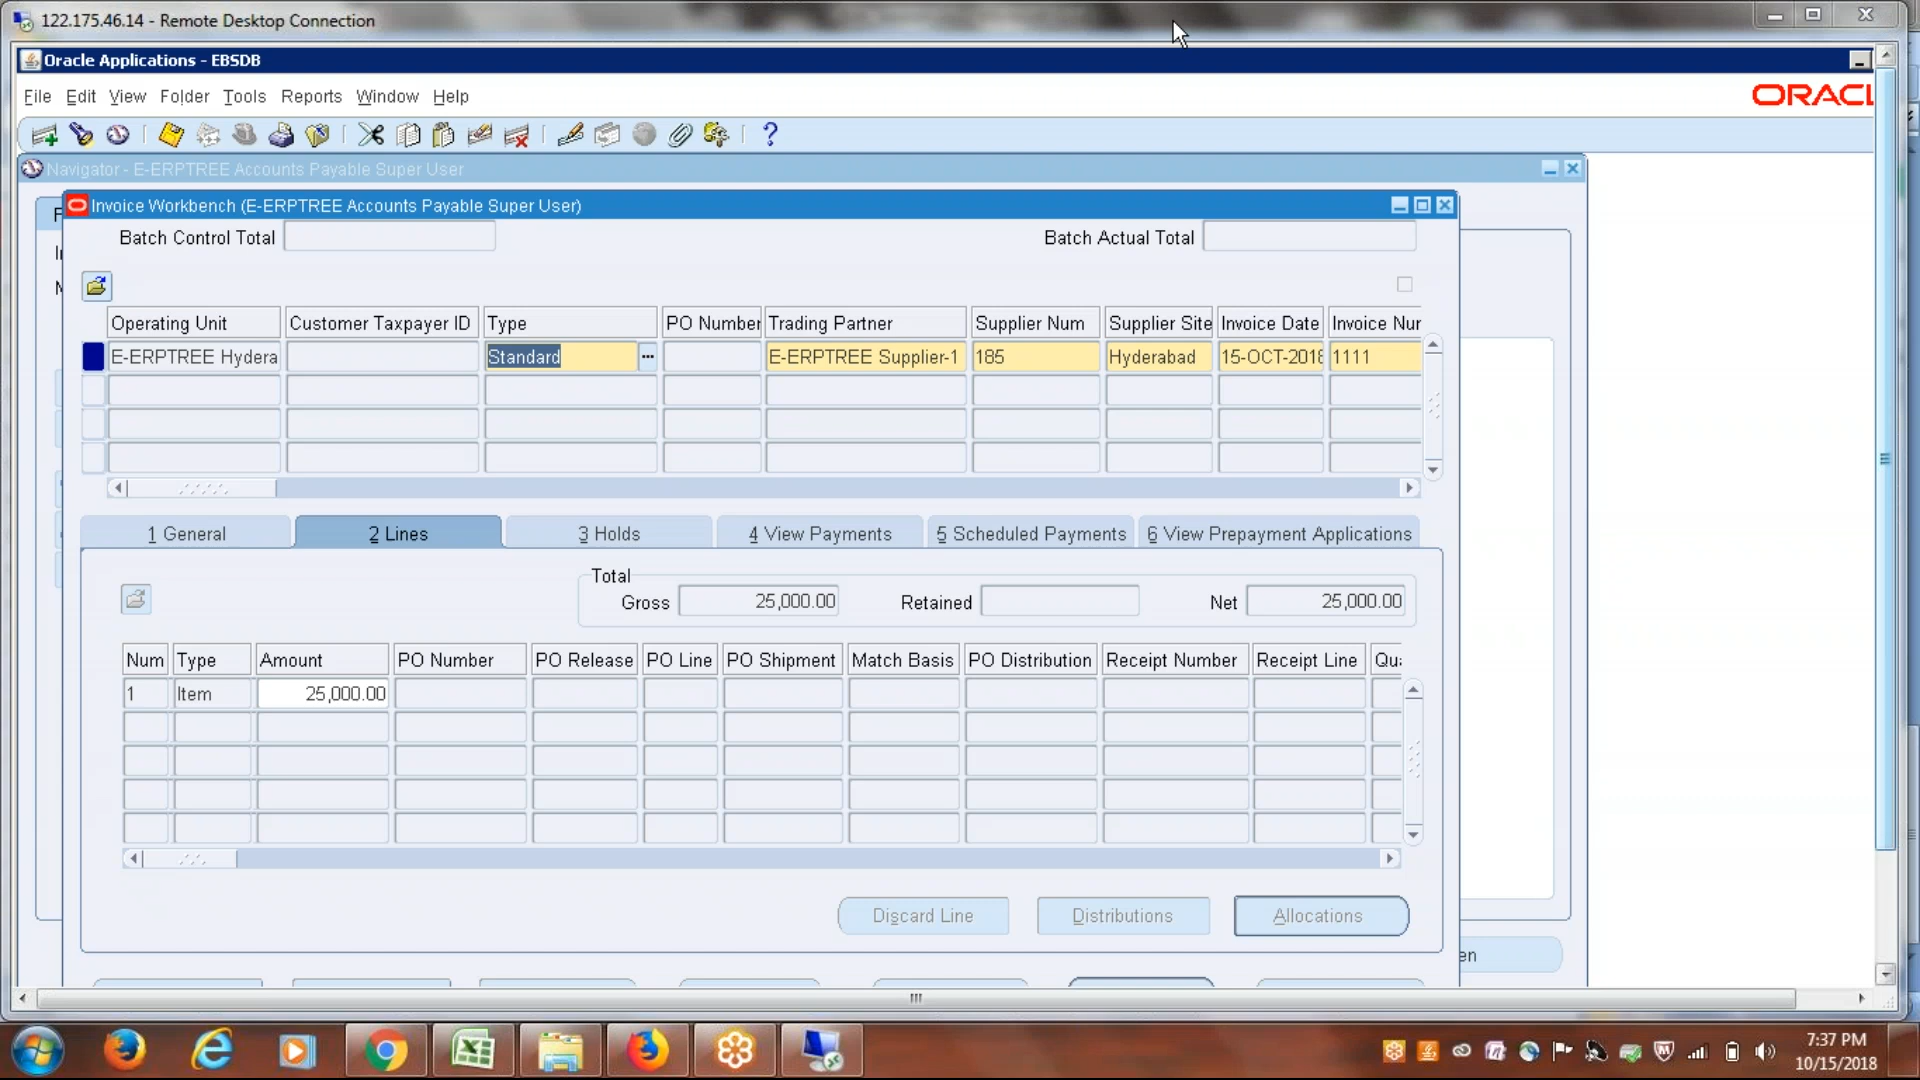 122.175.46.14 - Remote Desktop Connection
Oracle Applications - EBSDB
File Edit View Folder Tools Reports Window Help
ORACL
Navigator - E-ERPTREE Accounts Payable Super User
Invoice Workbench (E-ERPTREE Accounts Payable Super User)
Batch Control Total
Batch Actual Total
Operating Unit Customer Taxpayer ID Type PO Number Trading Partner Supplier Num Supplier Site Invoice Date Invoice Nur
E-ERPTREE Hydera Standard ... E-ERPTREE Supplier-1 185 Hyderabad 15-OCT-2018 1111
1 General 2 Lines 3 Holds 4 View Payments 5 Scheduled Payments 6 View Prepayment Applications
Total
Gross 25,000.00 Retained Net 25,000.00
Num Type Amount PO Number PO Release PO Line PO Shipment Match Basis PO Distribution Receipt Number Receipt Line Qua
1 Item 25,000.00
Discard Line Distributions Allocations
en
7:37 PM
10/15/2018